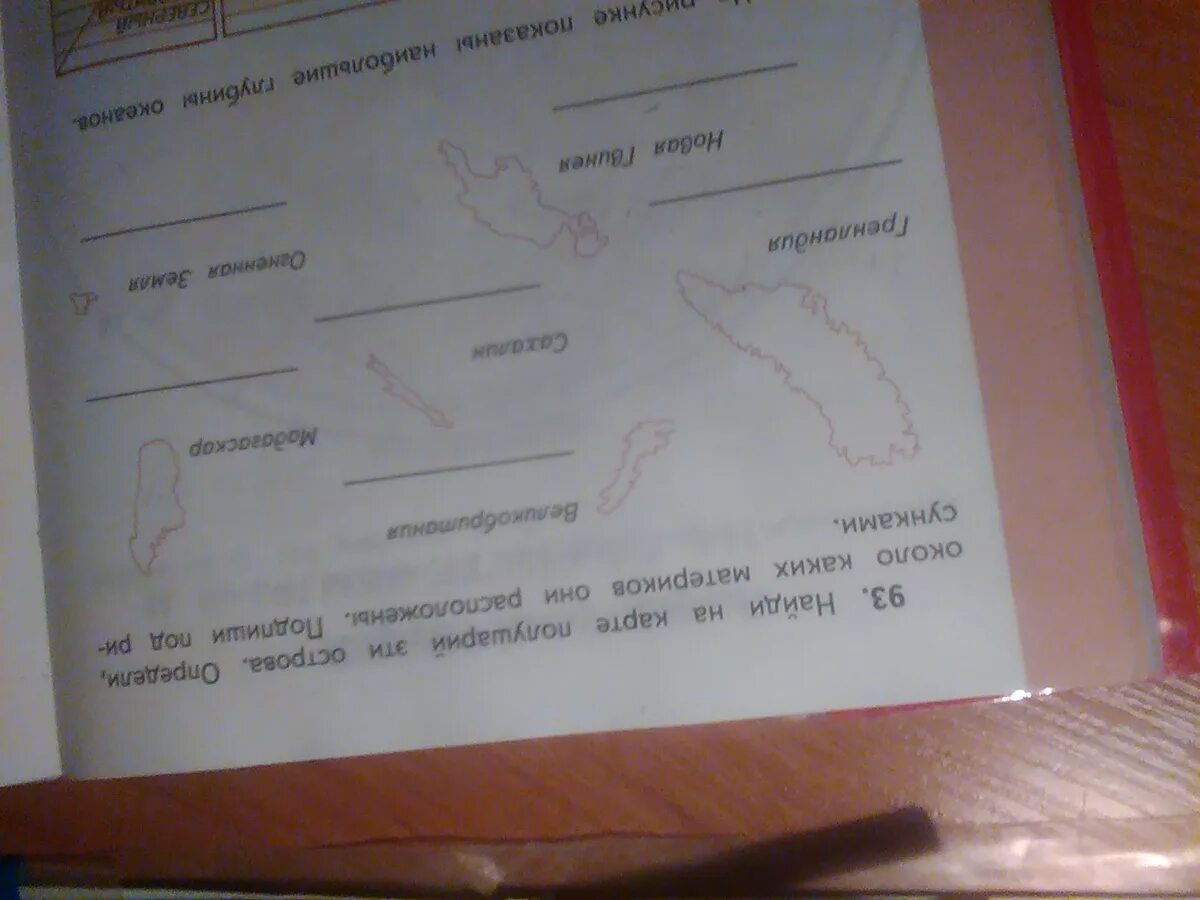 93. Найди на карте полушарий эти острова. Определи,
около каких материков они расположены. Подпиши под ри-
сунками.
Великобритания
Мадагаскар
Сахалин
Гренландия
Огненная Земля
Новая Гвинея
рисунке показаны наибольшие глубины океанов.
СЕВЕРНЫЙ